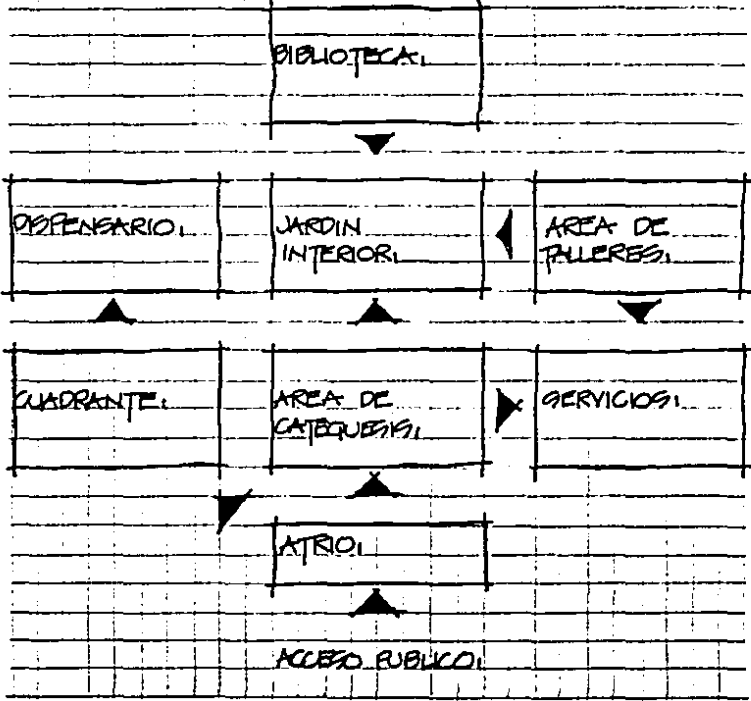 BIBLIOTECA.
DISPENSARIO.
JARDIN
INTERIOR.
AREA DE
TALLERES.
CUADRANTE.
AREA DE
CATEQUESIS.
SERVICIOS.
ATRIO.
ACCESO PUBLICO.